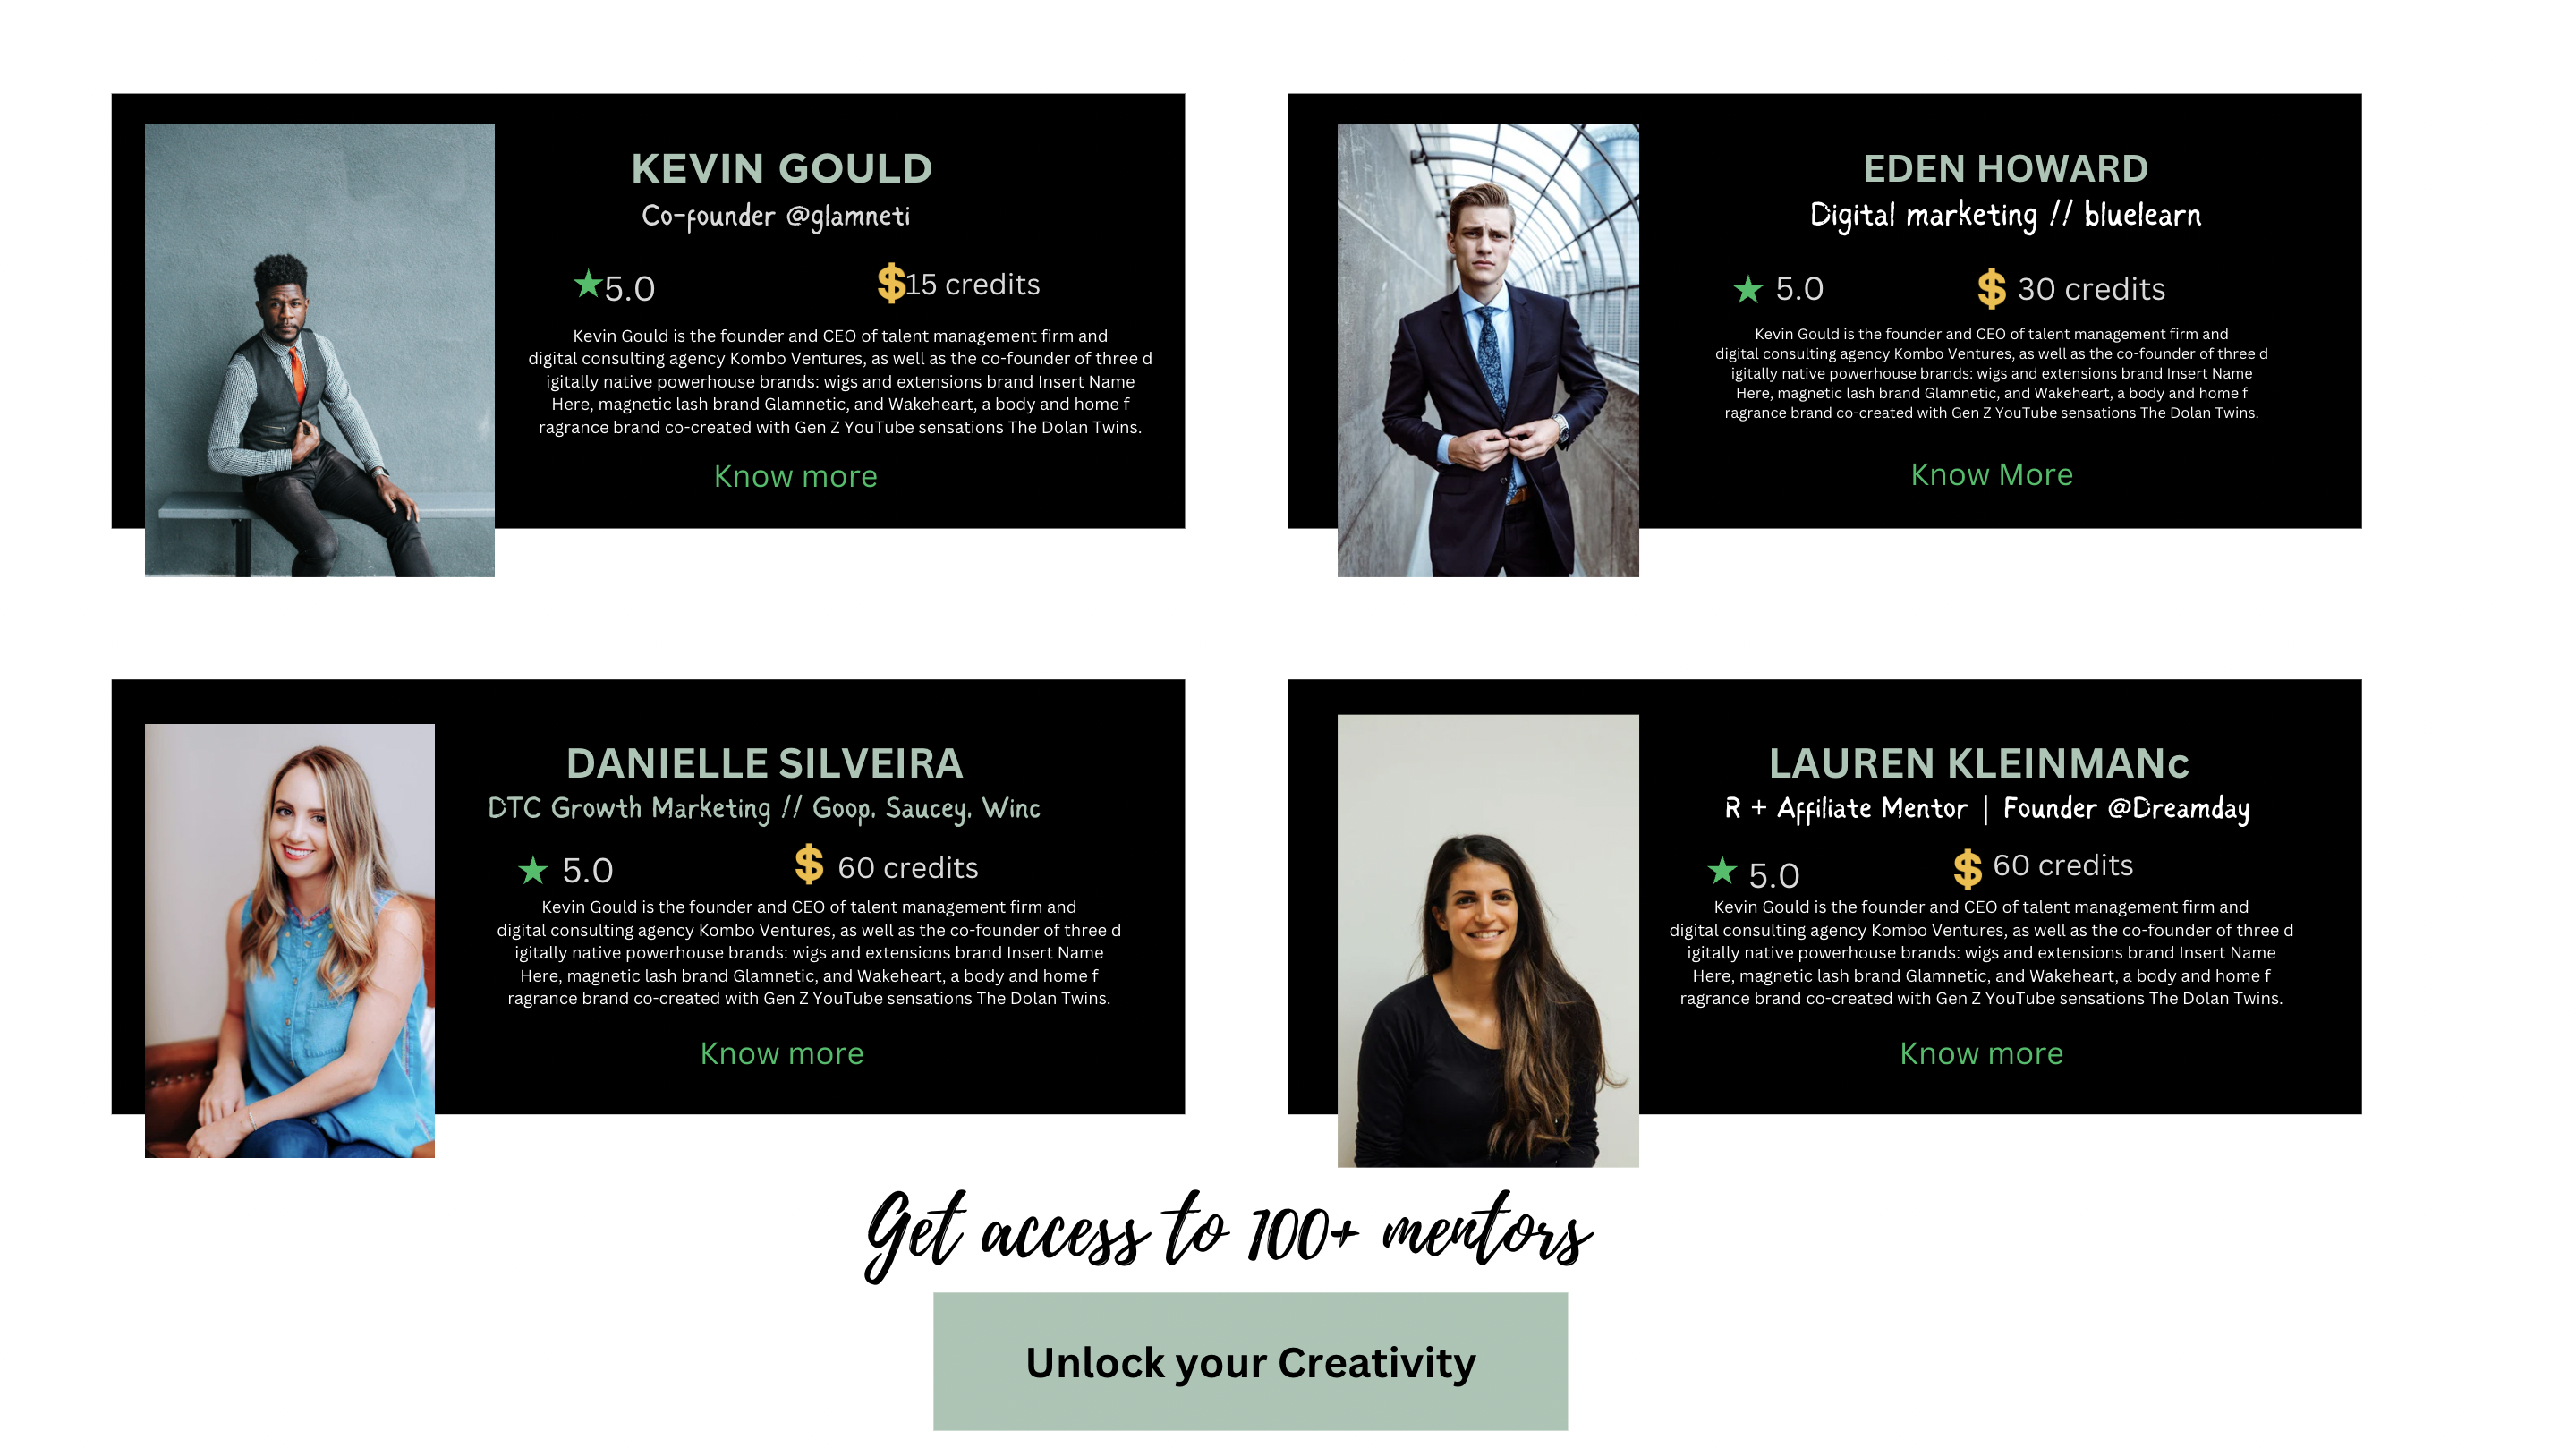 KEVIN GOULD
Co-founder @glamneti
★5.0
$15 credits
Kevin Gould is the founder and CEO of talent management firm and
digital consulting agency Kombo Ventures, as well as the co-founder of three d
igitally native powerhouse brands: wigs and extensions brand Insert Name
Here, magnetic lash brand Glamnetic, and Wakeheart, a body and home f
ragrance brand co-created with Gen Z YouTube sensations The Dolan Twins.
Know more
EDEN HOWARD
Digital marketing // bluelearn
★ 5.0
$ 30 credits
Kevin Gould is the founder and CEO of talent management firm and
digital consulting agency Kombo Ventures, as well as the co-founder of three d
igitally native powerhouse brands: wigs and extensions brand Insert Name
Here, magnetic lash brand Glamnetic, and Wakeheart, a body and home f
ragrance brand co-created with Gen Z YouTube sensations The Dolan Twins.
Know More
DANIELLE SILVEIRA
DTC Growth Marketing // Goop, Saucey, Winc
★ 5.0
$ 60 credits
Kevin Gould is the founder and CEO of talent management firm and
digital consulting agency Kombo Ventures, as well as the co-founder of three d
igitally native powerhouse brands: wigs and extensions brand Insert Name
Here, magnetic lash brand Glamnetic, and Wakeheart, a body and home f
ragrance brand co-created with Gen Z YouTube sensations The Dolan Twins.
Know more
LAUREN KLEINMANc
R + Affiliate Mentor | Founder @Dreamday
★ 5.0
$ 60 credits
Kevin Gould is the founder and CEO of talent management firm and
digital consulting agency Kombo Ventures, as well as the co-founder of three d
igitally native powerhouse brands: wigs and extensions brand Insert Name
Here, magnetic lash brand Glamnetic, and Wakeheart, a body and home f
ragrance brand co-created with Gen Z YouTube sensations The Dolan Twins.
Know more
Get access to 100+ mentors
Unlock your Creativity